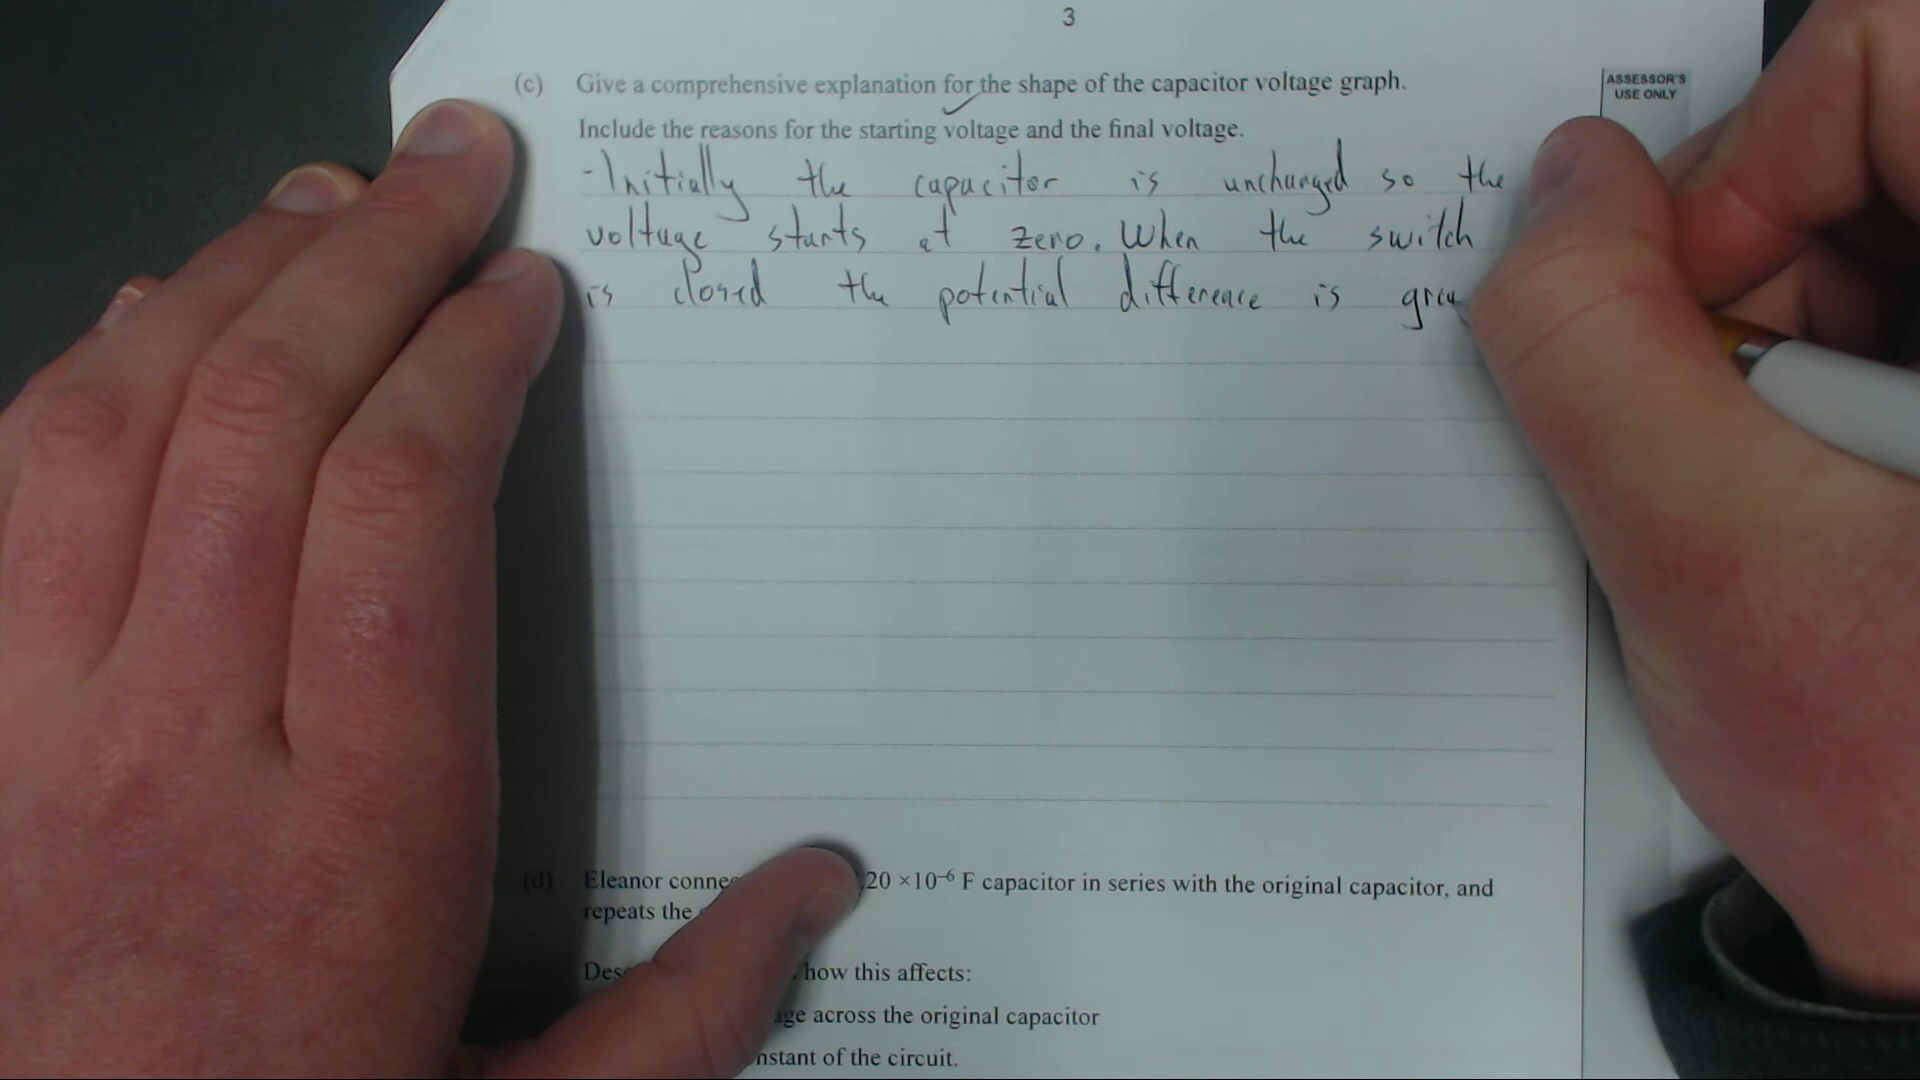 3
(c) Give a comprehensive explanation for the shape of the capacitor voltage graph.
ASSESSOR'S
USE ONLY
Include the reasons for the starting voltage and the final voltage.
- Initially the capacitor is uncharged so the
voltage starts at zero. When the switch
is closed the potential difference is grea
(d) Eleanor 20 ×10⁻⁶ F capacitor in series with the original capacitor, and
repeats the
how this affects:
across the original capacitor
of the circuit.